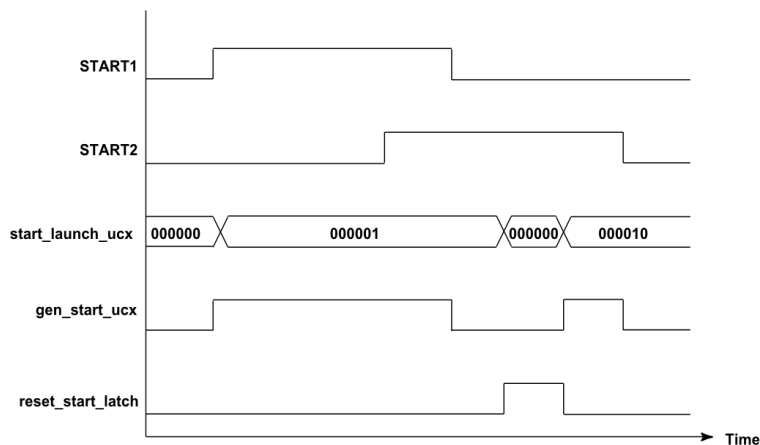 START1
START2
start_launch_ucx 000000 000001 000000 000010
gen_start_ucx
reset_start_latch
Time